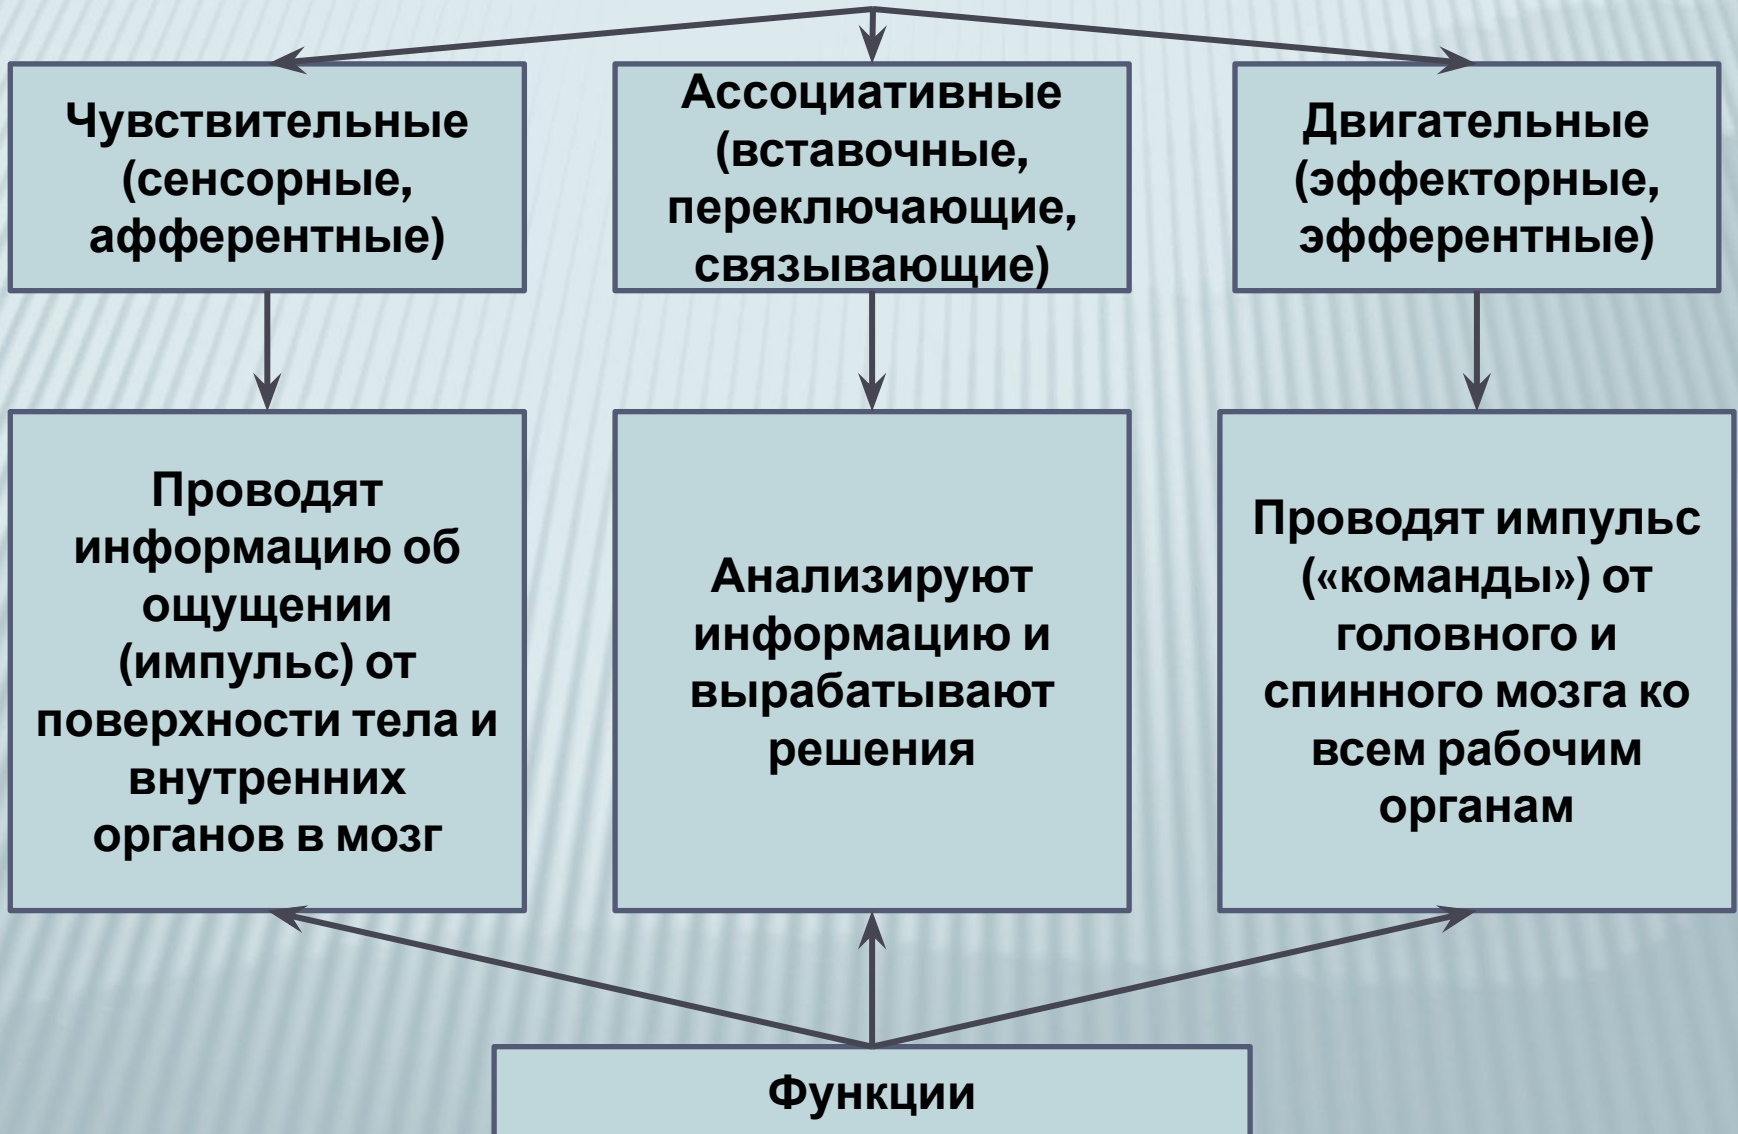 Чувствительные
(сенсорные,
афферентные)
Ассоциативные
(вставочные,
переключающие,
связывающие)
Двигательные
(эффекторные,
эфферентные)
Проводят
информацию об
ощущении
(импульс) от
поверхности тела и
внутренних
органов в мозг
Анализируют
информацию и
вырабатывают
решения
Проводят импульс
(«команды») от
головного и
спинного мозга ко
всем рабочим
органам
Функции